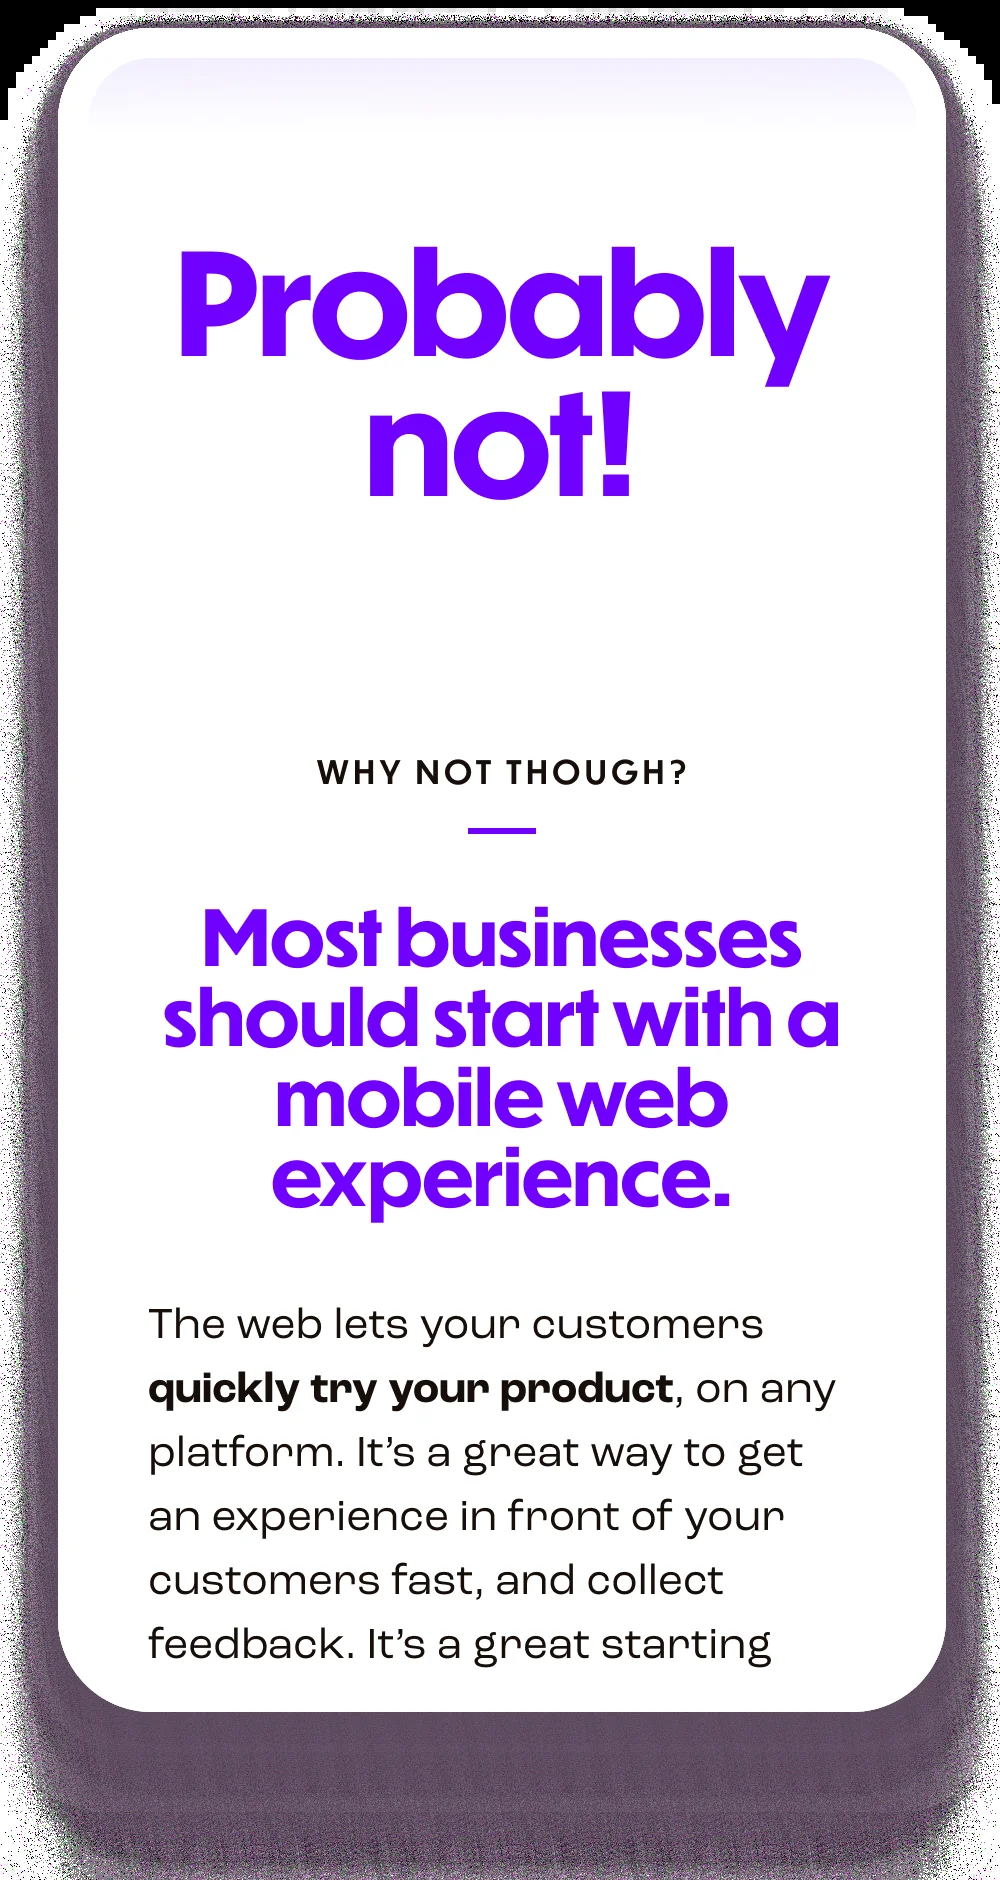 Probably
not!
WHY NOT THOUGH?
Most businesses
should start with a
mobile web
experience.
The web lets your customers
quickly try your product, on any
platform. It’s a great way to get
an experience in front of your
customers fast, and collect
feedback. It’s a great starting